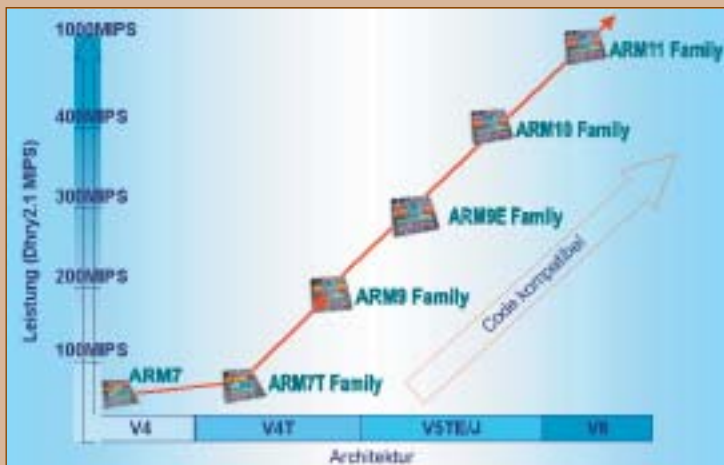 1000MIPS
ARM11 Family
400MIPS
ARM10 Family
300MIPS
ARM9E Family
200MIPS
ARM9 Family
100MIPS
ARM7
ARM7T Family
Leistung (Dhry2.1 MIPS)
Code kompatibel
V4
V4T
V5TE/J
V6
Architektur